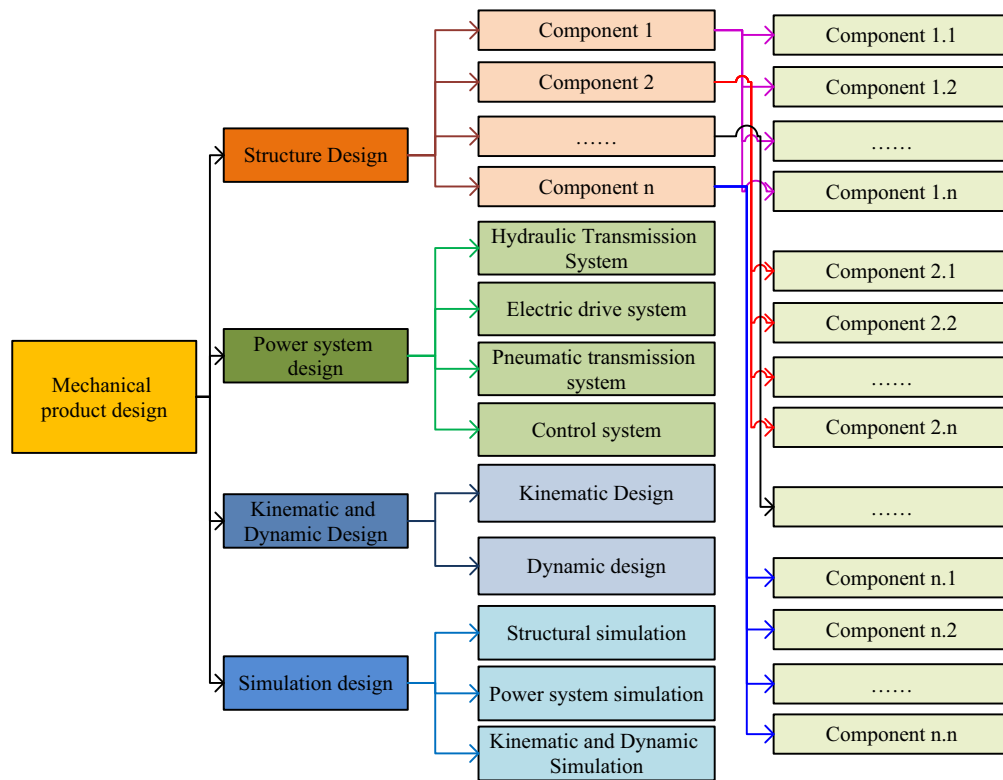 Mechanical
product design
Structure Design
Power system
design
Kinematic and
Dynamic Design
Simulation design
Component 1
Component 2
……
Component n
Hydraulic Transmission
System
Electric drive system
Pneumatic transmission
system
Control system
Kinematic Design
Dynamic design
Structural simulation
Power system simulation
Kinematic and Dynamic
Simulation
Component 1.1
Component 1.2
……
Component 1.n
Component 2.1
Component 2.2
……
Component 2.n
……
Component n.1
Component n.2
……
Component n.n